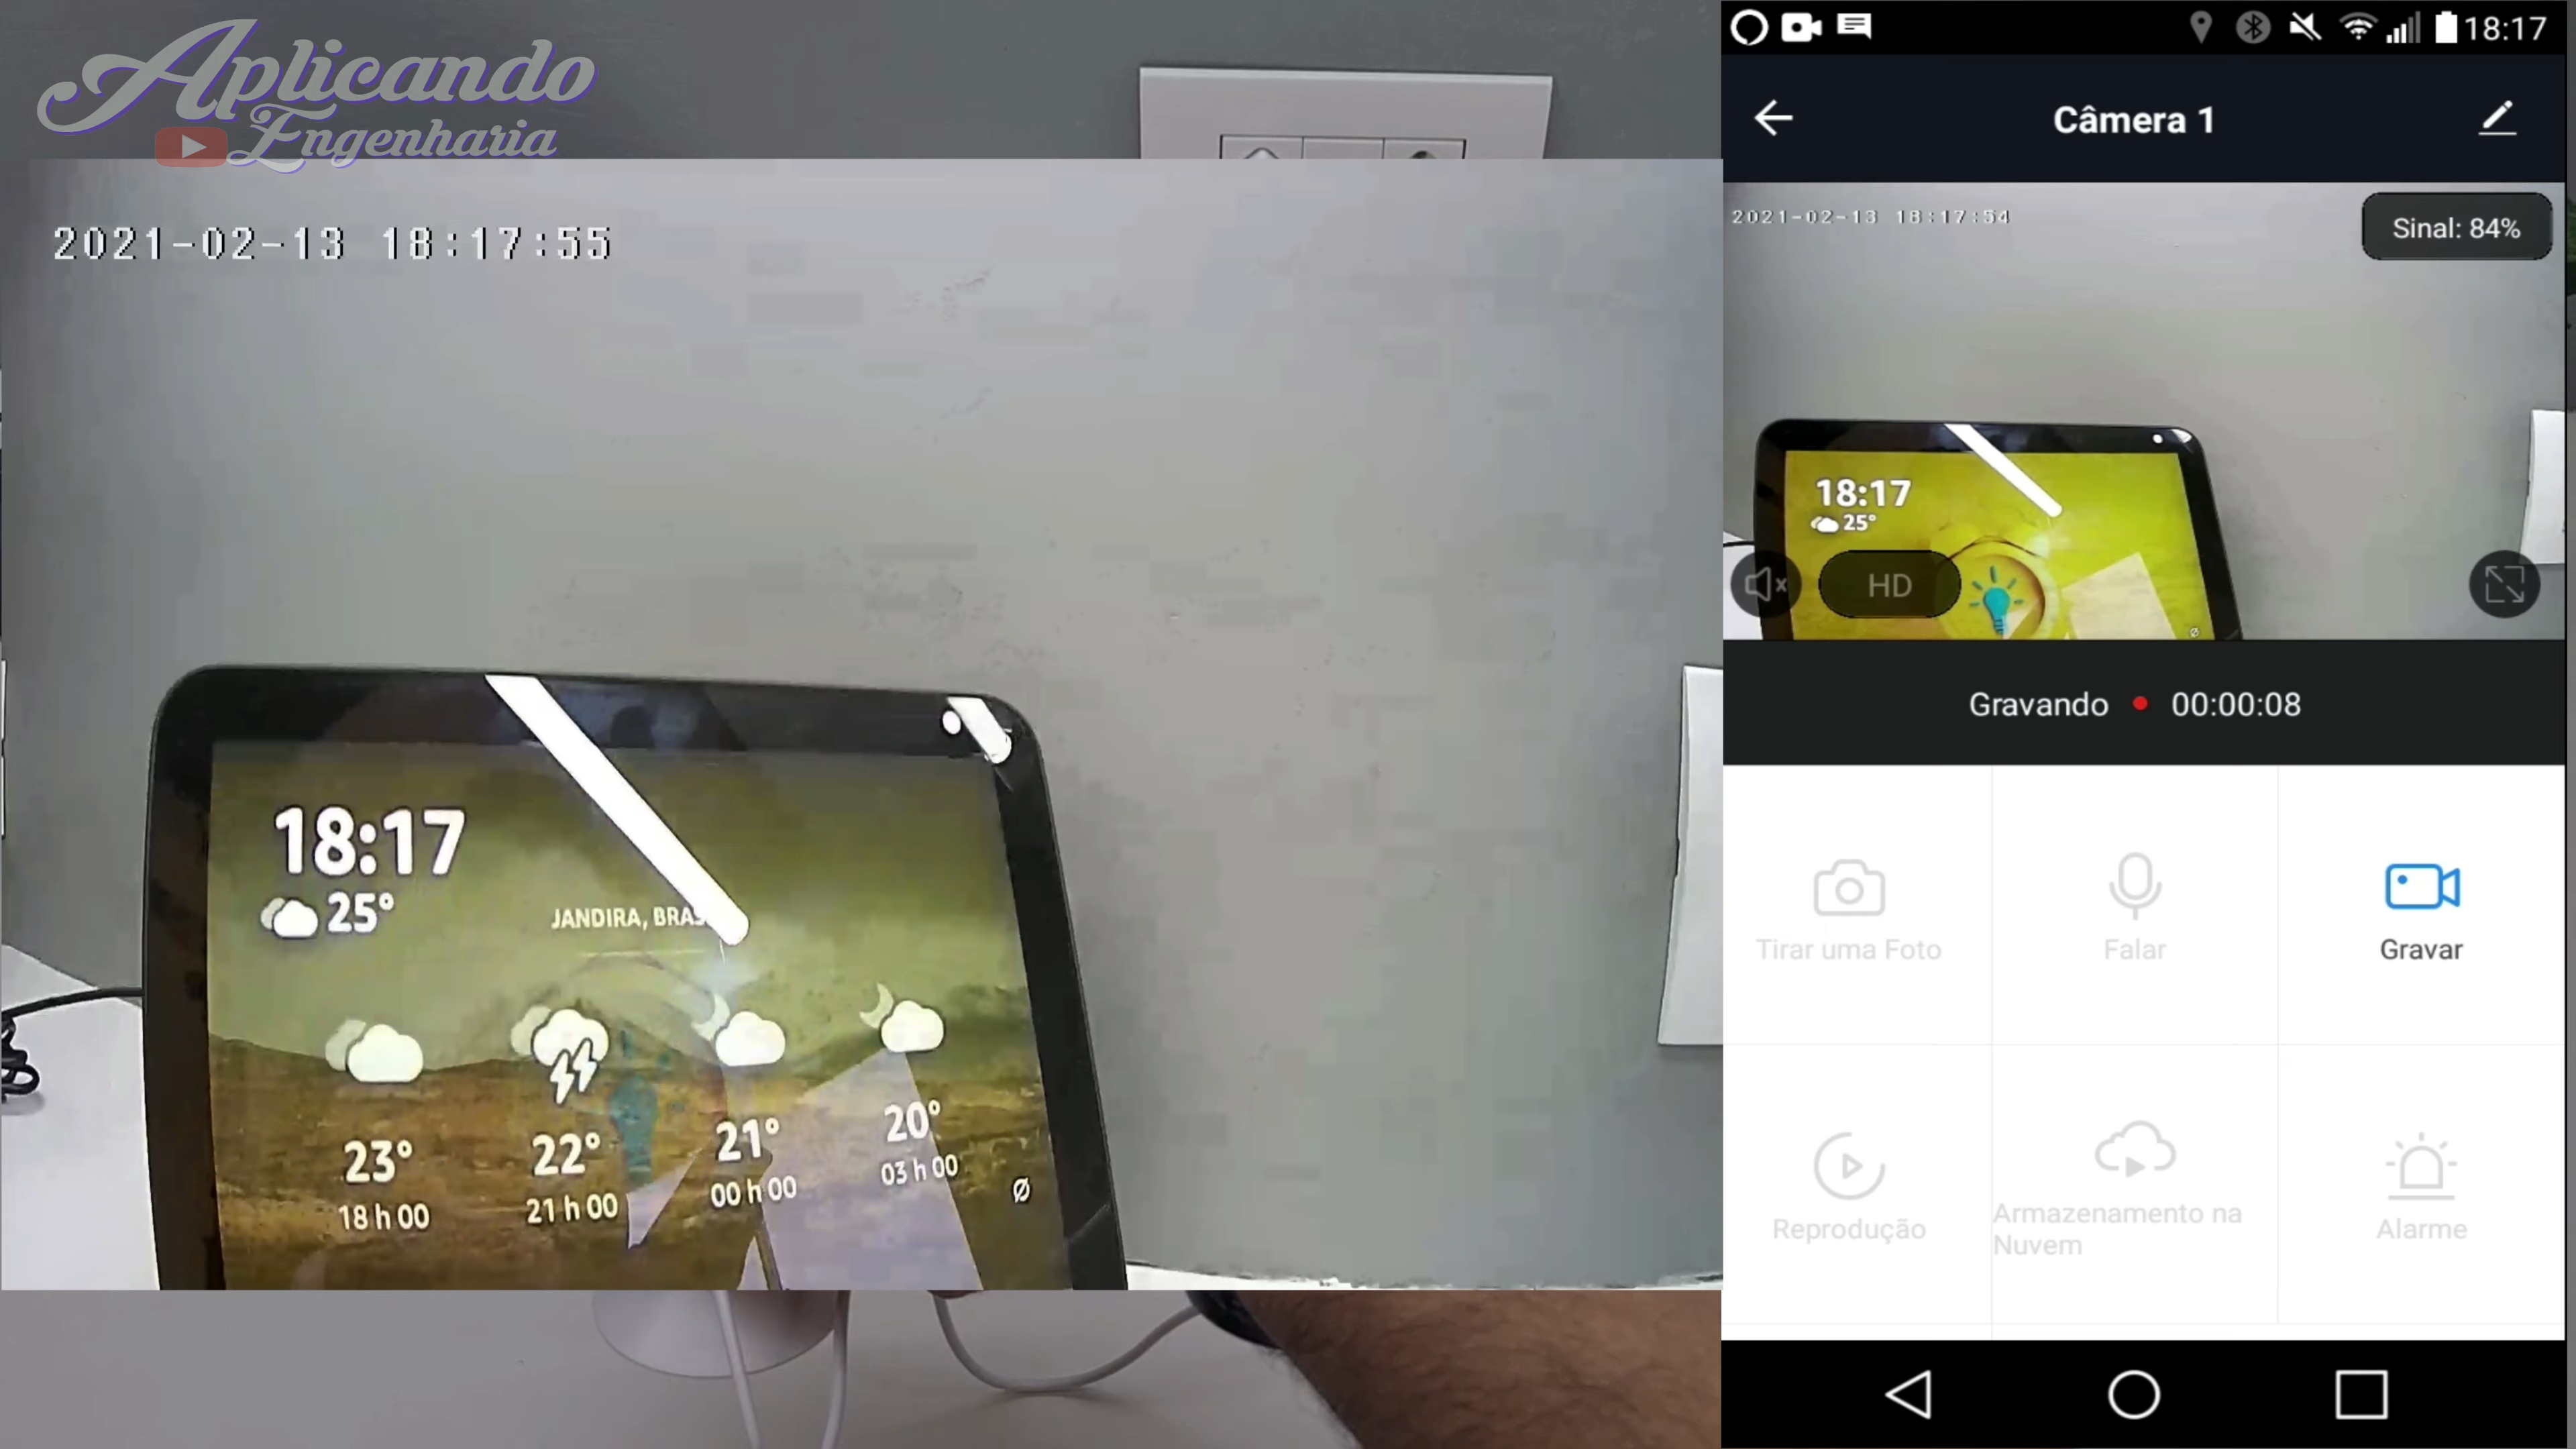 Aplicando
Engenharia
2021-02-13 18:17:55
18:17
25°
JANDIRA, BRAS
23°
22°
21°
20°
18 h 00
21 h 00
00 h 00
03 h 00
18:17
Câmera 1
2021-02-13 18:17:54
Sinal: 84%
18:17
25°
HD
Gravando 00:00:08
Tirar uma Foto
Falar
Gravar
Reprodução
Armazenamento na
Nuvem
Alarme